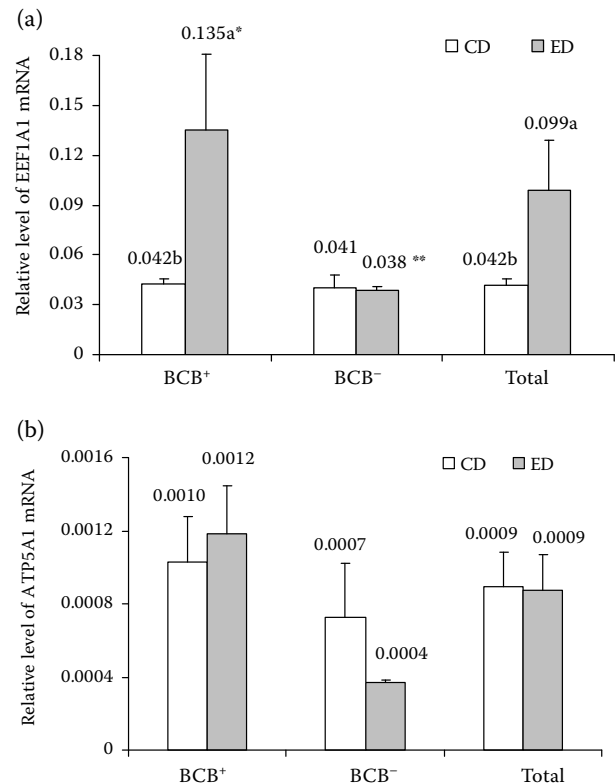 (a)
0.135a*
CD ED
0.18
0.15
0.12
0.09
0.06
0.03
0
Relative level of EEF1A1 mRNA
0.042b
0.041
0.038 **
0.042b
0.099a
BCB⁺ BCB⁻ Total
(b)
0.0016
0.0012
0.0008
0.0004
0
Relative level of ATP5A1 mRNA
CD ED
0.0010
0.0012
0.0007
0.0004
0.0009
0.0009
BCB⁺ BCB⁻ Total